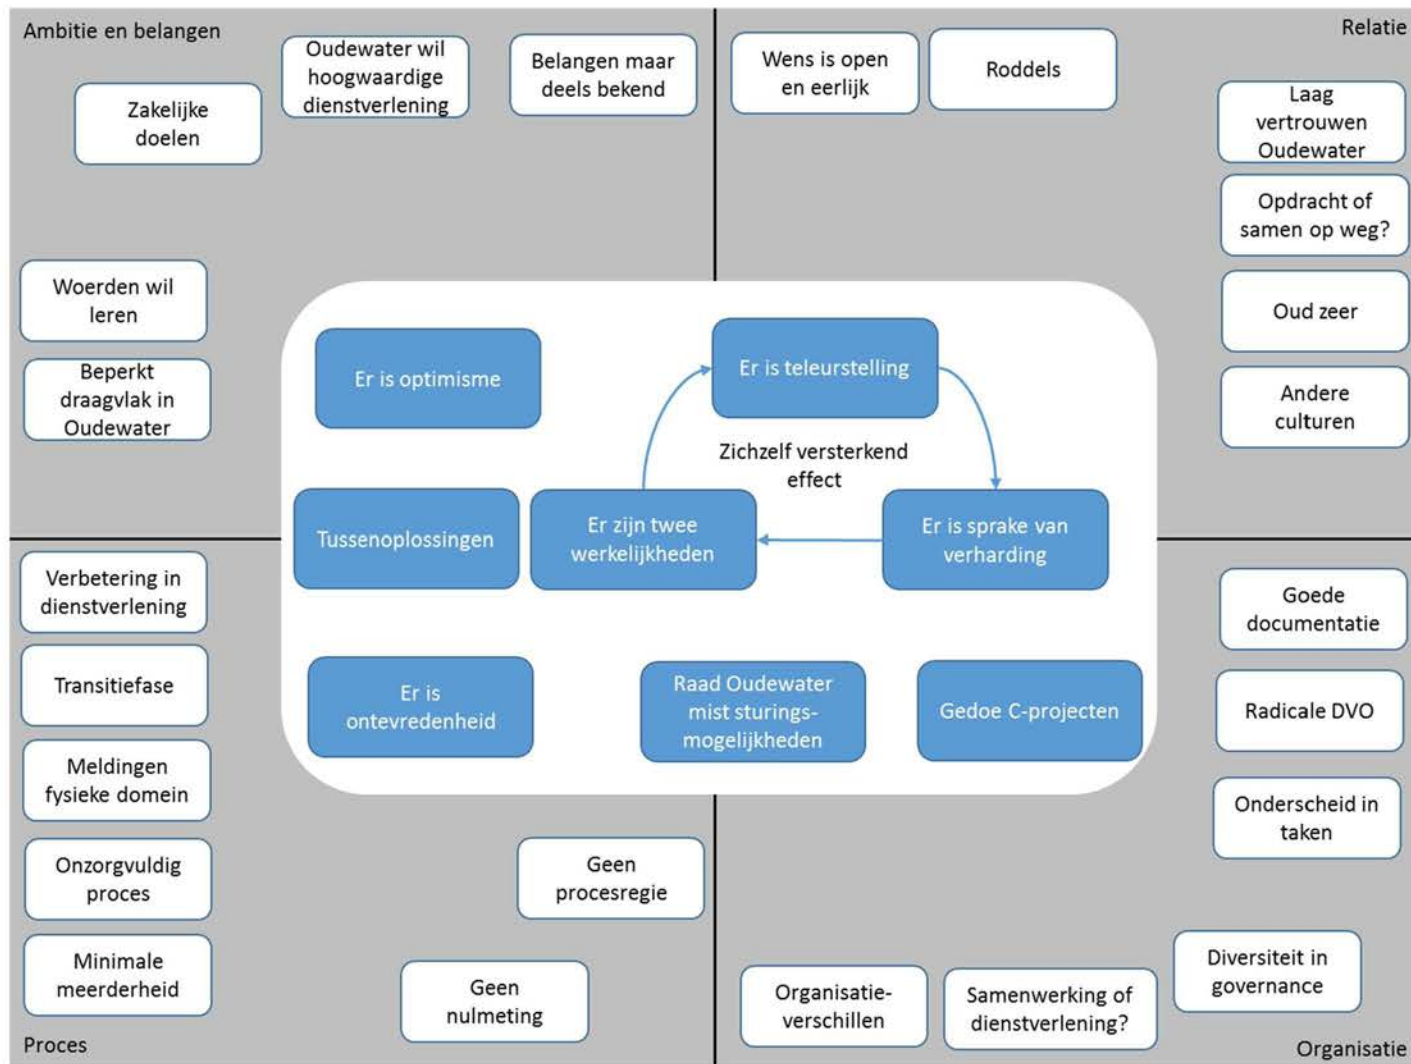 Ambitie en belangen
Oudewater wil
hoogwaardige
dienstverlening
Belangen maar
deels bekend
Zakelijke
doelen
Woerden wil
leren
Beperkt
draagvlak in
Oudewater
Relatie
Wens is open
en eerlijk
Roddels
Laag
vertrouwen
Oudewater
Opdracht of
samen op weg?
Oud zeer
Andere
culturen
Er is optimisme
Er is teleurstelling
Zichzelf versterkend
effect
Tussenoplossingen
Er zijn twee
werkelijkheden
Er is sprake van
verharding
Er is
ontevredenheid
Raad Oudewater
mist sturings-
mogelijkheden
Gedoe C-projecten
Verbetering in
dienstverlening
Transitiefase
Meldingen
fysieke domein
Onzorgvuldig
proces
Minimale
meerderheid
Geen
procesregie
Geen
nulmeting
Proces
Goede
documentatie
Radicale DVO
Onderscheid in
taken
Diversiteit in
governance
Organisatie-
verschillen
Samenwerking of
dienstverlening?
Organisatie